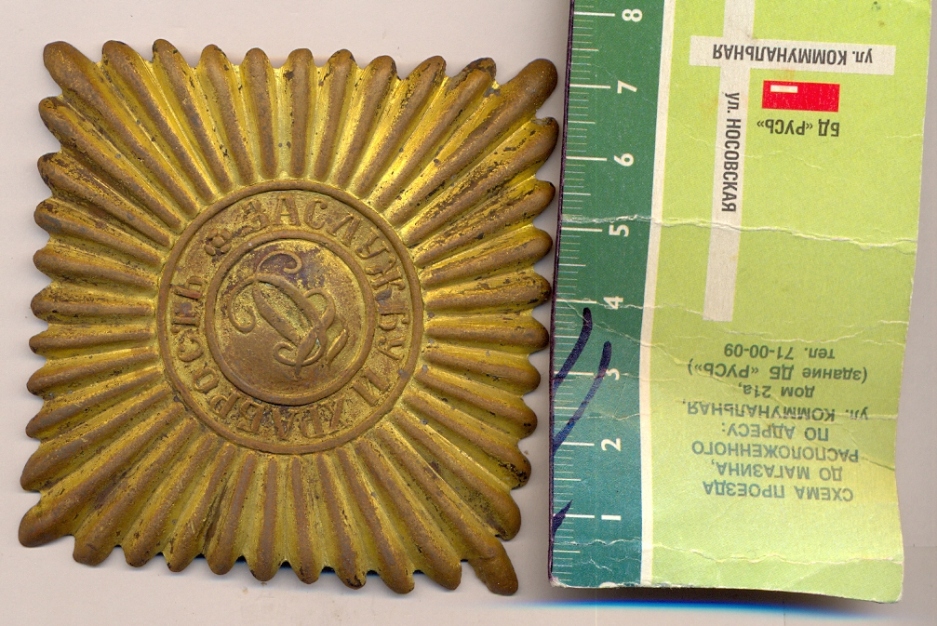 ЗА СЛУЖБУ И ХРАБРОСТЬ
8
7
6
5
4
3
2
1
ул. КОММУНАЛЬНАЯ
ул. НОСОВСКАЯ
БД «РУСЬ»
СХЕМА ПРОЕЗДА
ДО МАГАЗИНА,
РАСПОЛОЖЕННОГО
ПО АДРЕСУ:
ул. КОММУНАЛЬНАЯ,
дом 21а,
(здание ДБ «РУСЬ»)
тел. 71-00-09